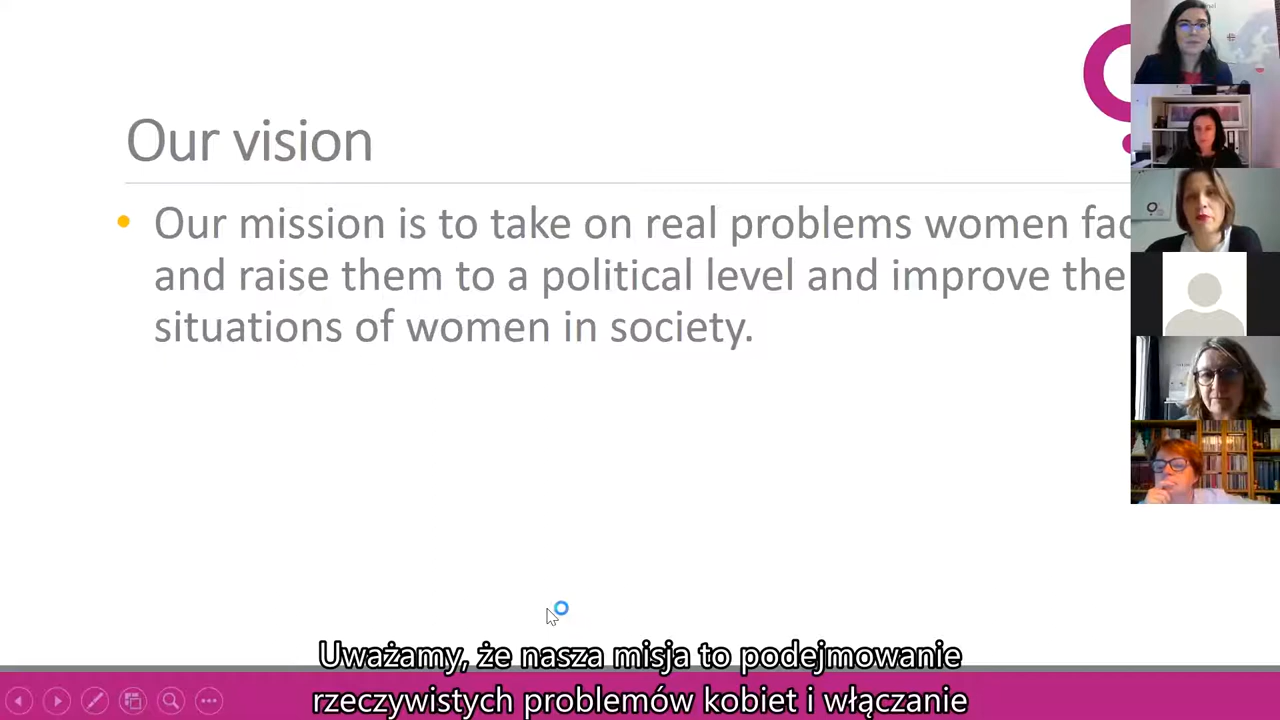 Our vision
• Our mission is to take on real problems women fac
and raise them to a political level and improve the
situations of women in society.
Uważamy, że nasza misja to podejmowanie
rzeczywistych problemów kobiet i włączanie